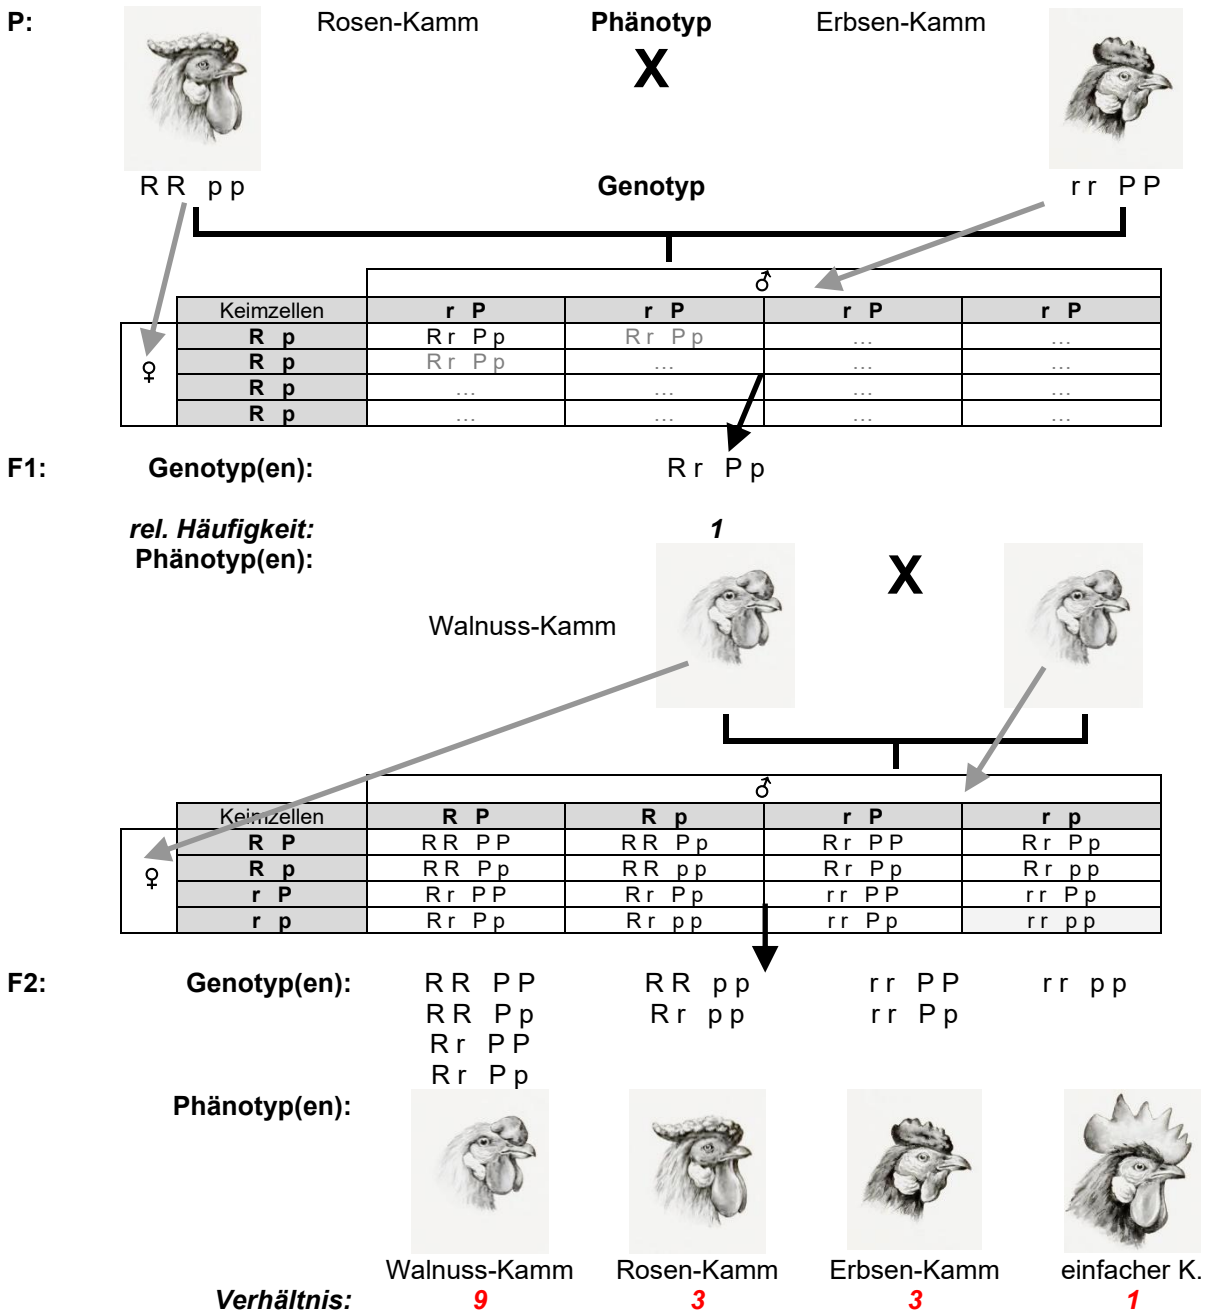 P: Rosen-Kamm Phänotyp Erbsen-Kamm
X
R R p p Genotyp r r P P
♂
Keimzellen r P r P r P r P
R p R r P p R r P p ... ...
♀ R p R r P p ... ... ...
R p ... ... ... ...
R p ... ... ... ...
F1: Genotyp(en): R r P p
rel. Häufigkeit: 1
Phänotyp(en):
X
Walnuss-Kamm
♂
Keimzellen R P R p r P r p
R P R R P P R R P p R r P P R r P p
♀ R p R R P p R R p p R r P p R r p p
r P R r P P R r P p r r P P r r P p
r p R r P p R r p p r r P p r r p p
F2: Genotyp(en): R R P P R R p p r r P P r r p p
R R P p R r p p r r P p
R r P P
R r P p
Phänotyp(en):
Walnuss-Kamm Rosen-Kamm Erbsen-Kamm einfacher K.
Verhältnis: 9 3 3 1